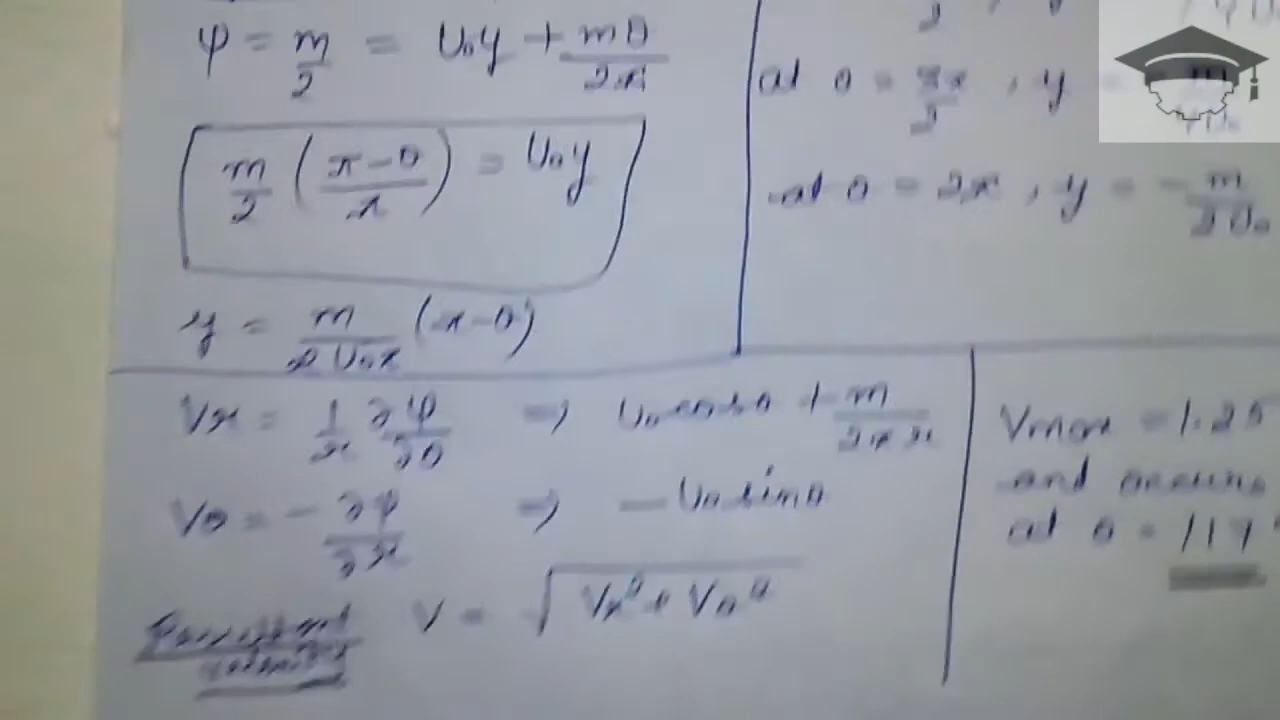 ψ = m/2 = U₀y + mθ/2π
m/2 ((π-θ)/π) = U₀y
y = m/2U₀π (π-θ)
at θ = 3π/2 , y = - m/4U₀
at θ = 2π , y = - m/2U₀
Vr = 1/r ∂ψ/∂θ ⇒ U₀cosθ + m/2πr
Vθ = - ∂ψ/∂r ⇒ - U₀sinθ
V = √(Vr² + Vθ²)
Vmax = 1.25
and occurs
at θ = 117